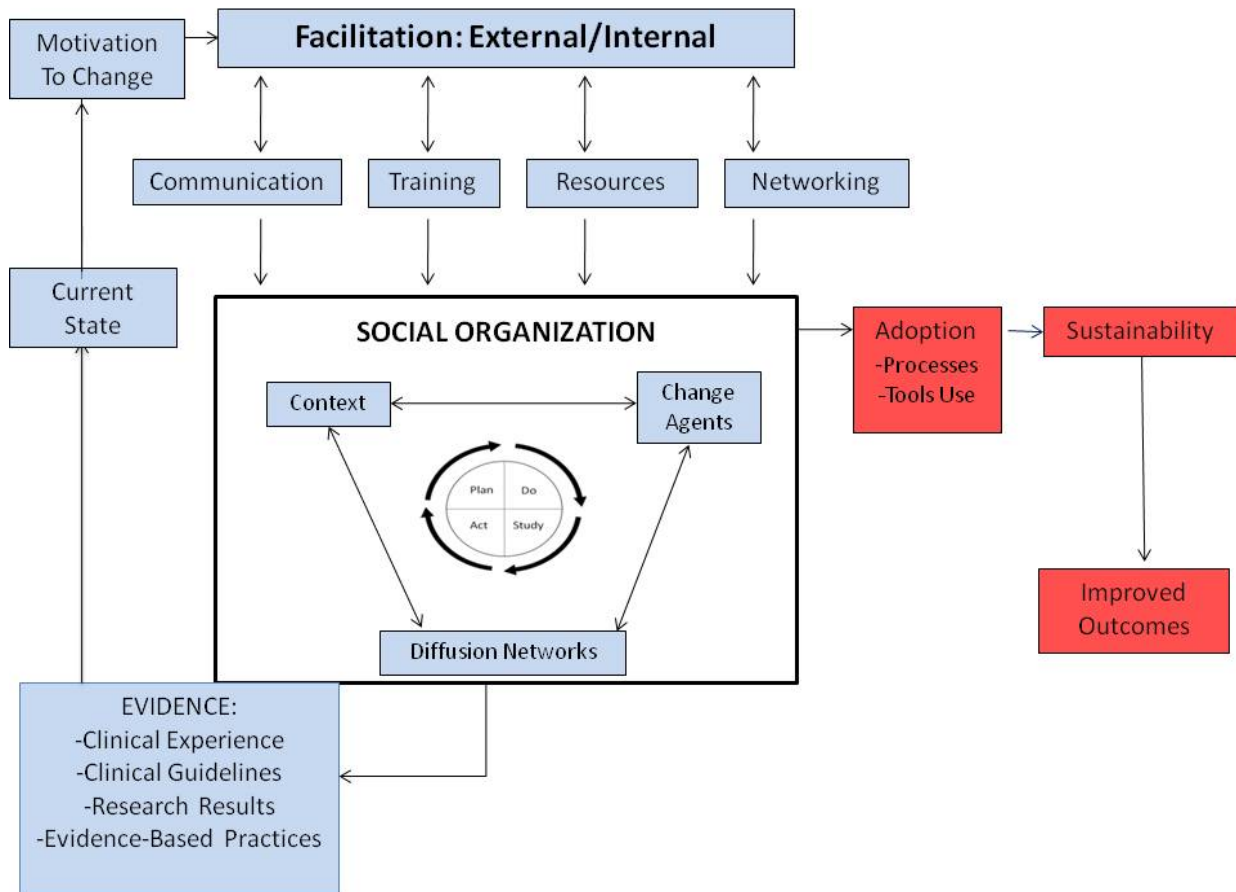 Motivation
To Change
Facilitation: External/Internal
Communication
Training
Resources
Networking
Current
State
SOCIAL ORGANIZATION
Context
Change
Agents
Plan
Do
Act
Study
Diffusion Networks
Adoption
-Processes
-Tools Use
Sustainability
Improved
Outcomes
EVIDENCE:
-Clinical Experience
-Clinical Guidelines
-Research Results
-Evidence-Based Practices